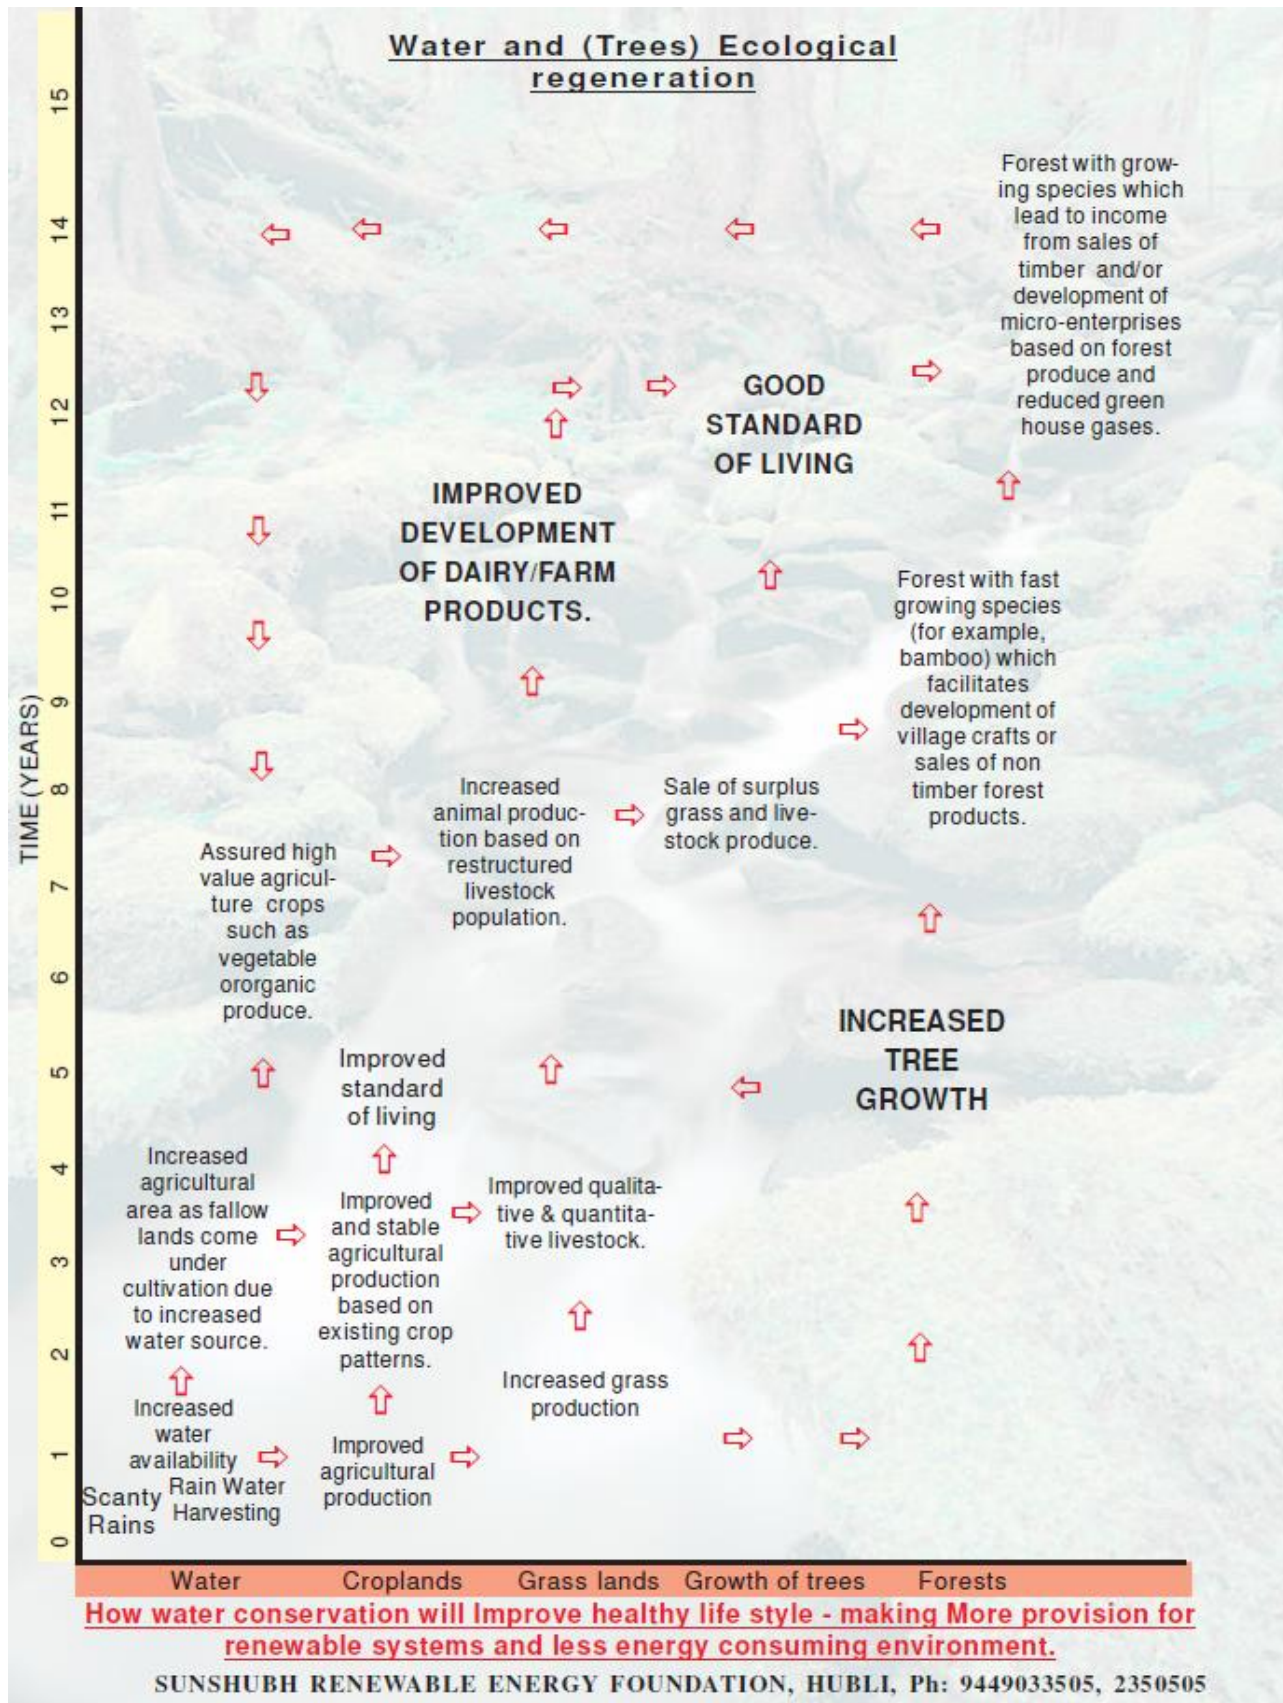 Water and (Trees) Ecological
regeneration
TIME (YEARS)
15
14
13
12
11
10
9
8
7
6
5
4
3
2
1
0
Forest with grow-
ing species which
lead to income
from sales of
timber and/or
development of
micro-enterprises
based on forest
produce and
reduced green
house gases.
GOOD
STANDARD
OF LIVING
IMPROVED
DEVELOPMENT
OF DAIRY/FARM
PRODUCTS.
Forest with fast
growing species
(for example,
bamboo) which
facilitates
development of
village crafts or
sales of non
timber forest
products.
Increased
animal produc-
tion based on
restructured
livestock
population.
Sale of surplus
grass and live-
stock produce.
Assured high
value agricul-
ture crops
such as
vegetable
ororganic
produce.
INCREASED
TREE
GROWTH
Improved
standard
of living
Increased
agricultural
area as fallow
lands come
under
cultivation due
to increased
water source.
Improved
and stable
agricultural
production
based on
existing crop
patterns.
Improved qualita-
tive & quantita-
tive livestock.
Increased grass
production
Increased
water
availability
Improved
agricultural
production
Scanty
Rains
Rain Water
Harvesting
Water
Croplands
Grass lands
Growth of trees
Forests
How water conservation will Improve healthy life style - making More provision for
renewable systems and less energy consuming environment.
SUNSHUBH RENEWABLE ENERGY FOUNDATION, HUBLI, Ph: 9449033505, 2350505